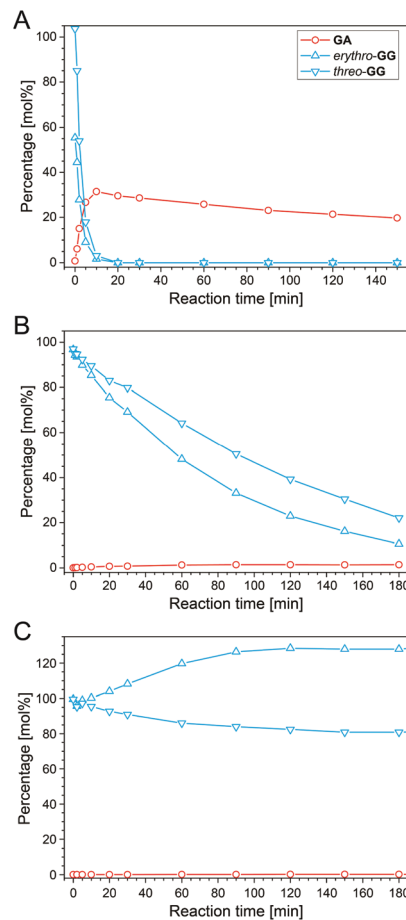 A
GA
erythro-GG
threo-GG
Percentage [mol%]
100
80
60
40
20
0
0 20 40 60 80 100 120 140
Reaction time [min]
B
Percentage [mol%]
100
80
60
40
20
0
0 20 40 60 80 100 120 140 160 180
Reaction time [min]
C
Percentage [mol%]
120
100
80
60
40
20
0
0 20 40 60 80 100 120 140 160 180
Reaction time [min]